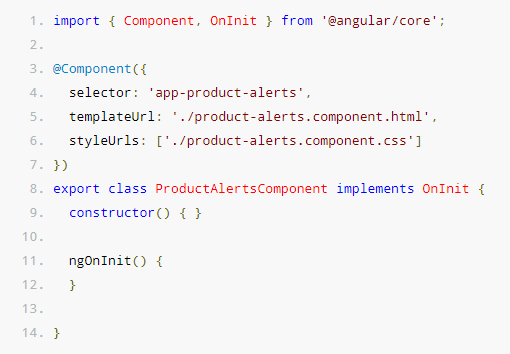 1. import { Component, OnInit } from '@angular/core';
2.
3. @Component({
4.   selector: 'app-product-alerts',
5.   templateUrl: './product-alerts.component.html',
6.   styleUrls: ['./product-alerts.component.css']
7. })
8. export class ProductAlertsComponent implements OnInit {
9.   constructor() { }
10.
11.   ngOnInit() {
12.   }
13.
14. }